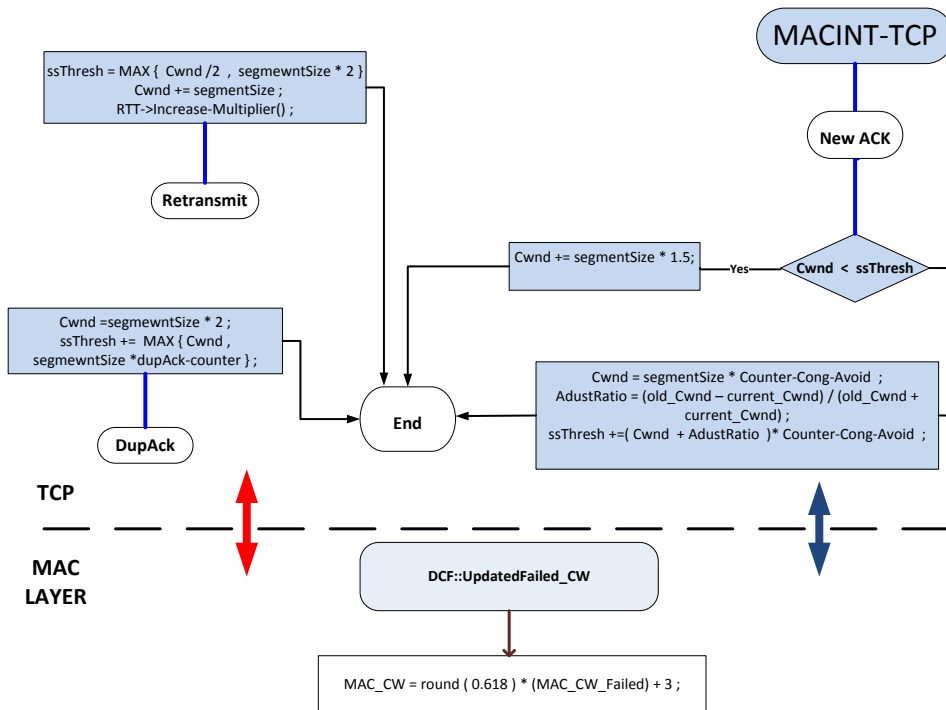 MACINT-TCP
ssThresh = MAX { Cwnd /2 , segmewntSize * 2 }
Cwnd += segmentSize ;
RTT->Increase-Multiplier() ;
New ACK
Retransmit
Cwnd += segmentSize * 1.5;
Yes
Cwnd < ssThresh
Cwnd =segmewntSize * 2 ;
ssThresh += MAX { Cwnd ,
segmewntSize *dupAck-counter } ;
Cwnd = segmentSize * Counter-Cong-Avoid ;
AdustRatio = (old_Cwnd – current_Cwnd) / (old_Cwnd +
current_Cwnd) ;
ssThresh +=( Cwnd + AdustRatio )* Counter-Cong-Avoid ;
End
DupAck
TCP
MAC
LAYER
DCF::UpdatedFailed_CW
MAC_CW = round ( 0.618 ) * (MAC_CW_Failed) + 3 ;